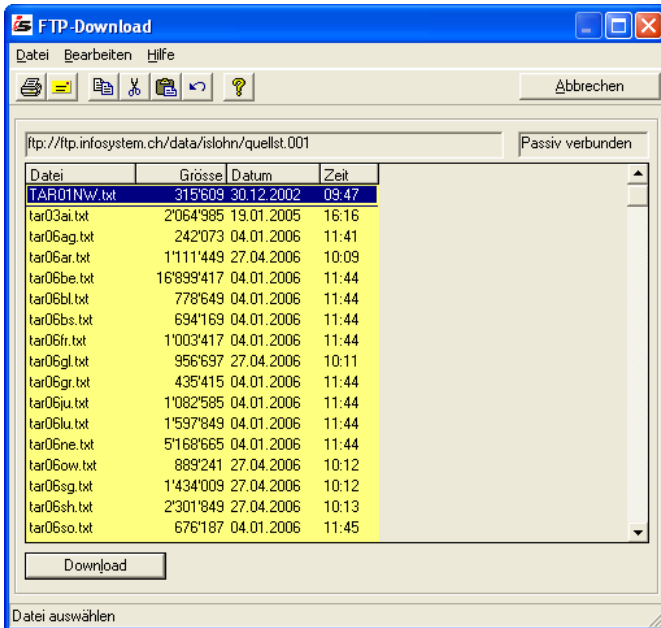 FTP-Download
Datei Bearbeiten Hilfe
Abbrechen
ftp://ftp.infosystem.ch/data/islohn/quellst.001 Passiv verbunden
Datei Grösse Datum Zeit
TAR01NW.txt 315'609 30.12.2002 09:47
tar03ai.txt 2'064'985 19.01.2005 16:16
tar06ag.txt 242'073 04.01.2006 11:41
tar06ar.txt 1'111'449 27.04.2006 10:09
tar06be.txt 16'899'417 04.01.2006 11:44
tar06bl.txt 778'649 04.01.2006 11:44
tar06bs.txt 694'169 04.01.2006 11:44
tar06fr.txt 1'003'417 04.01.2006 11:44
tar06gl.txt 956'697 27.04.2006 10:11
tar06gr.txt 435'415 04.01.2006 11:44
tar06ju.txt 1'082'585 04.01.2006 11:44
tar06lu.txt 1'597'849 04.01.2006 11:44
tar06ne.txt 5'168'665 04.01.2006 11:44
tar06ow.txt 889'241 27.04.2006 10:12
tar06sg.txt 1'434'009 27.04.2006 10:12
tar06sh.txt 2'301'849 27.04.2006 10:13
tar06so.txt 676'187 04.01.2006 11:45
Download
Datei auswählen